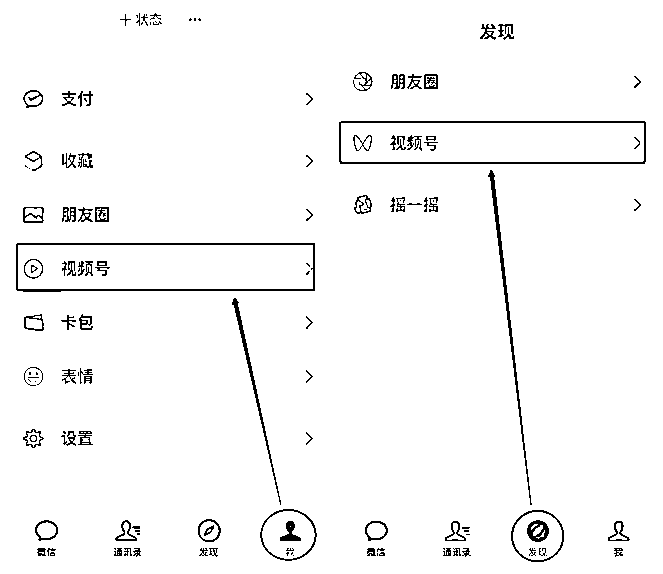 + 状态 ···
支付
收藏
朋友圈
视频号
卡包
表情
设置
微信 通讯录 发现 我
发现
朋友圈
视频号
摇一摇
微信 通讯录 发现 我